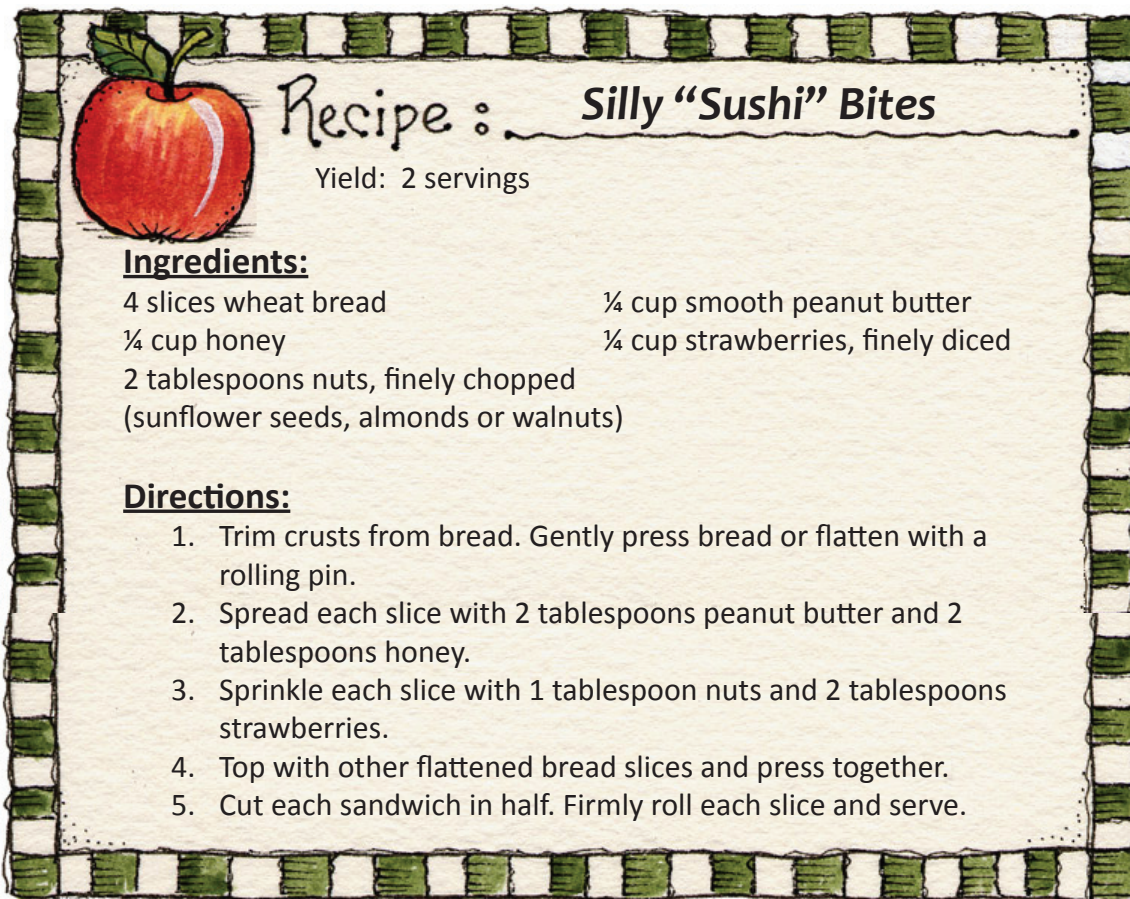 Recipe: Silly “Sushi” Bites
Yield: 2 servings
Ingredients:
4 slices wheat bread
¼ cup honey
2 tablespoons nuts, finely chopped
(sunflower seeds, almonds or walnuts)
¼ cup smooth peanut butter
¼ cup strawberries, finely diced
Directions:
1. Trim crusts from bread. Gently press bread or flatten with a
rolling pin.
2. Spread each slice with 2 tablespoons peanut butter and 2
tablespoons honey.
3. Sprinkle each slice with 1 tablespoon nuts and 2 tablespoons
strawberries.
4. Top with other flattened bread slices and press together.
5. Cut each sandwich in half. Firmly roll each slice and serve.